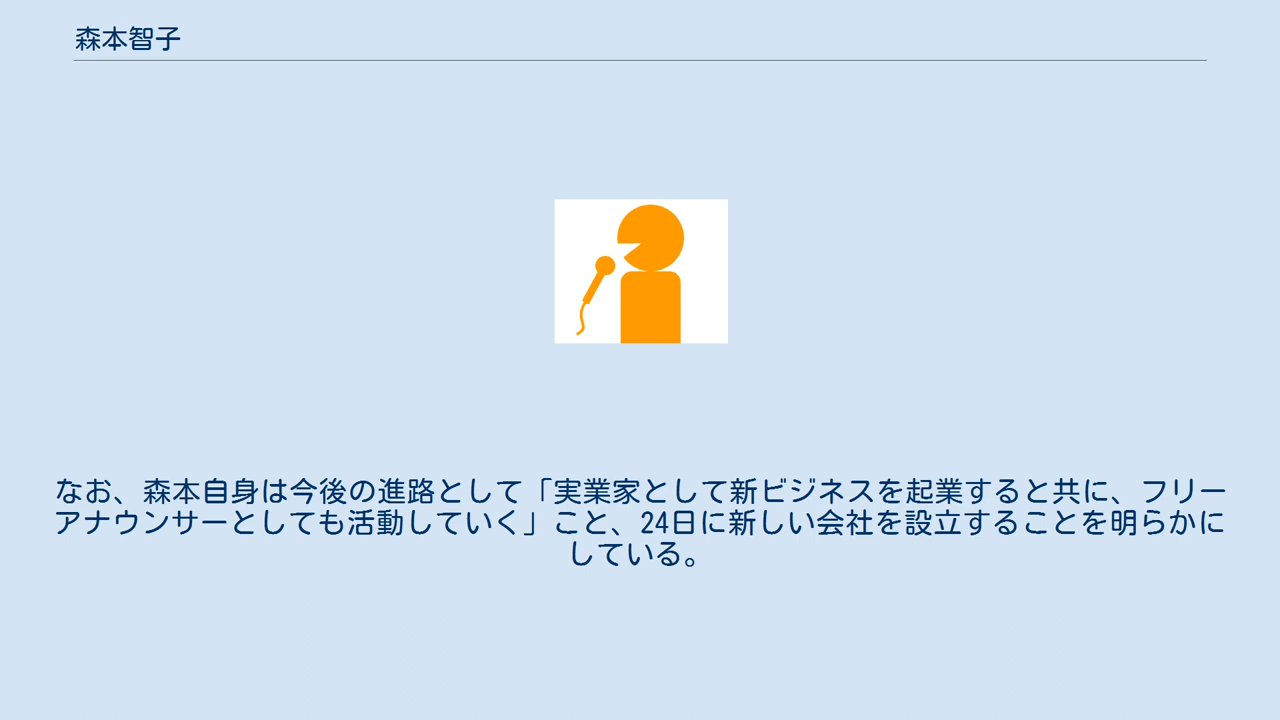 森本智子
なお、森本自身は今後の進路として「実業家として新ビジネスを起業すると共に、フリー
アナウンサーとしても活動していく」こと、24日に新しい会社を設立することを明らかに
している。